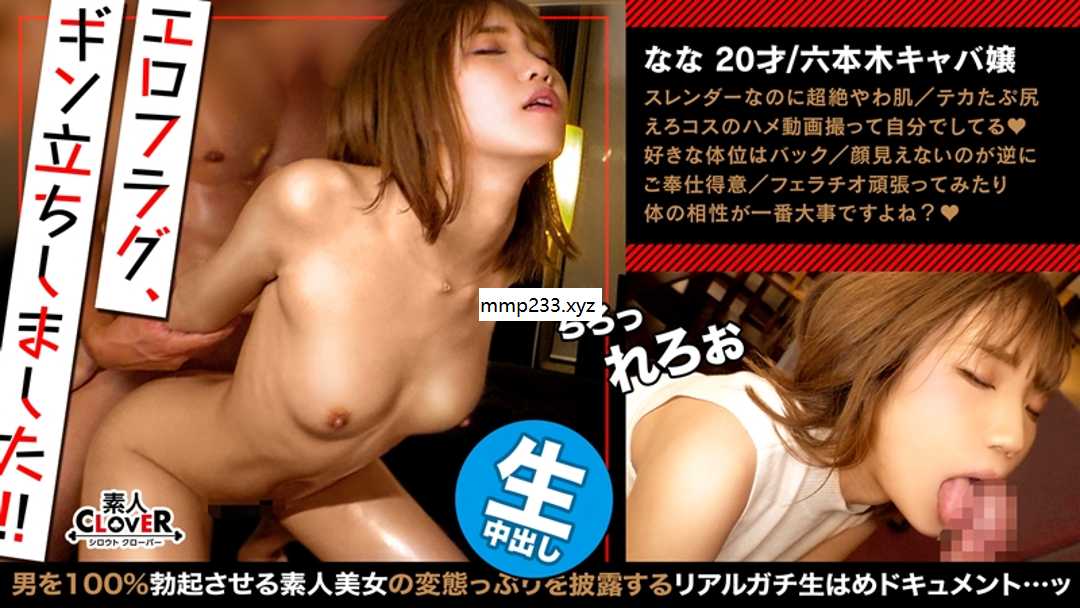 エロフラグ、
ギン立ちしました!!
なな 20才/六本木キャバ嬢
スレンダーなのに超絶やわ肌／テカたぷ尻
えろコスのハメ動画撮って自分でしてる♥
好きな体位はバック／顔見えないのが逆に
ご奉仕得意／フェラチオ頑張ってみたり
体の相性が一番大事ですよね？♥
mmp233.xyz
ちろっ
れろぉ
生
中出し
素人
CLOVER
シロウト クローバー
男を100%勃起させる素人美女の変態っぷりを披露するリアルガチ生はめドキュメント…ッ